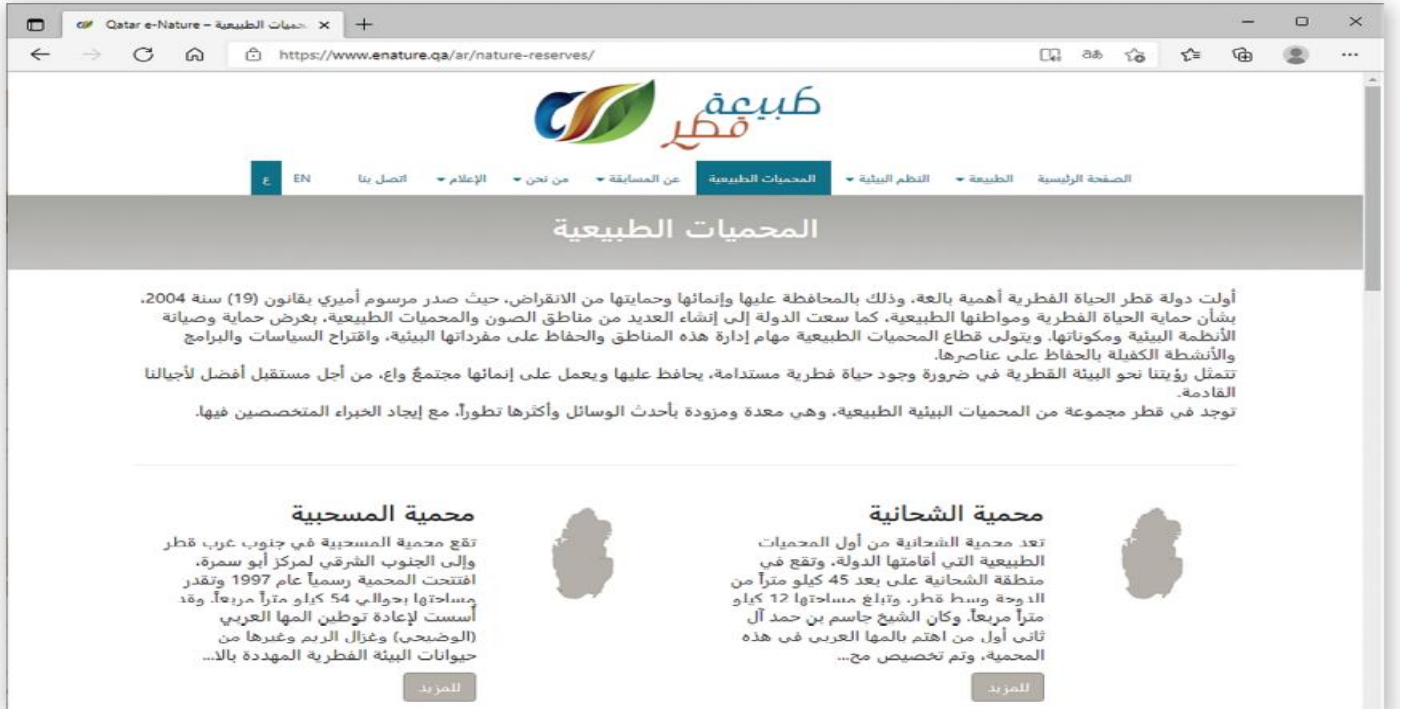 Qatar e-Nature – حميات الطبيعية
https://www.enature.qa/ar/nature-reserves/
طبيعة
قطر
الصفحة الرئيسية الطبيعة النظم البيئية المحميات الطبيعية عن المسابقة من نحن الإعلام اتصل بنا EN ع
المحميات الطبيعية
أولت دولة قطر الحياة الفطرية أهمية بالغة، وذلك بالمحافظة عليها وإنمائها وحمايتها من الانقراض، حيث صدر مرسوم أميري بقانون (19) سنة 2004،
بشأن حماية الحياة الفطرية ومواطنها الطبيعية، كما سعت الدولة إلى إنشاء العديد من مناطق الصون والمحميات الطبيعية، بغرض حماية وصيانة
الأنظمة البيئية ومكوناتها. ويتولى قطاع المحميات الطبيعية مهام إدارة هذه المناطق والحفاظ على مفرداتها البيئية، واقتراح السياسات والبرامج
والأنشطة الكفيلة بالحفاظ على عناصرها.
تتمثل رؤيتنا نحو البيئة القطرية في ضرورة وجود حياة فطرية مستدامة، يحافظ عليها ويعمل على إنمائها مجتمعٌ واع، من أجل مستقبل أفضل لأجيالنا
القادمة.
توجد في قطر مجموعة من المحميات البيئية الطبيعية، وهي معدة ومزودة بأحدث الوسائل وأكثرها تطوراً، مع إيجاد الخبراء المتخصصين فيها.
محمية الشحانية
تعد محمية الشحانية من أول المحميات
الطبيعية التي أقامتها الدولة، وتقع في
منطقة الشحانية على بعد 45 كيلو متراً من
الدوحة وسط قطر، وتبلغ مساحتها 12 كيلو
متراً مربعاً. وكان الشيخ جاسم بن حمد آل
ثاني أول من اهتم بالمها العربي في هذه
المحمية، وتم تخصيص مح...
للمزيد
محمية المسحبية
تقع محمية المسحبية في جنوب غرب قطر
وإلى الجنوب الشرقي لمركز أبو سمرة،
افتتحت المحمية رسمياً عام 1997 وتقدر
مساحتها بحوالي 54 كيلو متراً مربعاً. وقد
أسست لإعادة توطين المها العربي
(الوضيحي) وغزال الريم وغيرها من
حيوانات البيئة القطرية المهددة بالا...
للمزيد